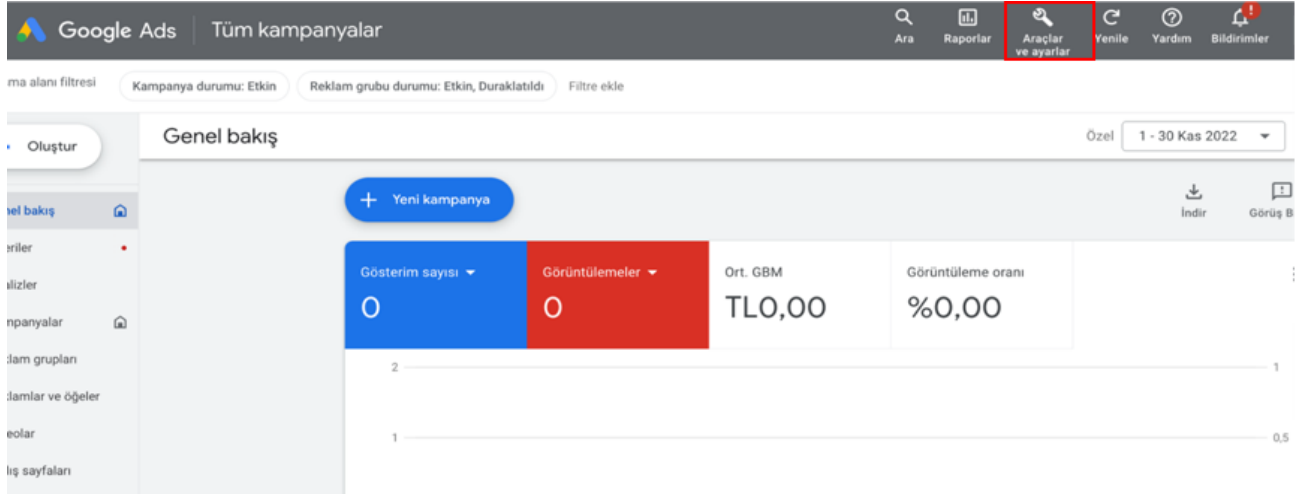 Google Ads Tüm kampanyalar
Ara
Raporlar
Araçlar
ve ayarlar
Yenile
Yardım
Bildirimler
!
ma alanı filtresi
Kampanya durumu: Etkin
Reklam grubu durumu: Etkin, Duraklatıldı
Filtre ekle
Oluştur
Genel bakış
Özel
1 - 30 Kas 2022
nel bakış
eriler
alizler
mpanyalar
klam grupları
klamlar ve öğeler
eolar
lış sayfaları
+ Yeni kampanya
İndir
Görüş B
Gösterim sayısı
0
Görüntülemeler
0
Ort. GBM
TL0,00
Görüntüleme oranı
%0,00
2
1
1
0,5